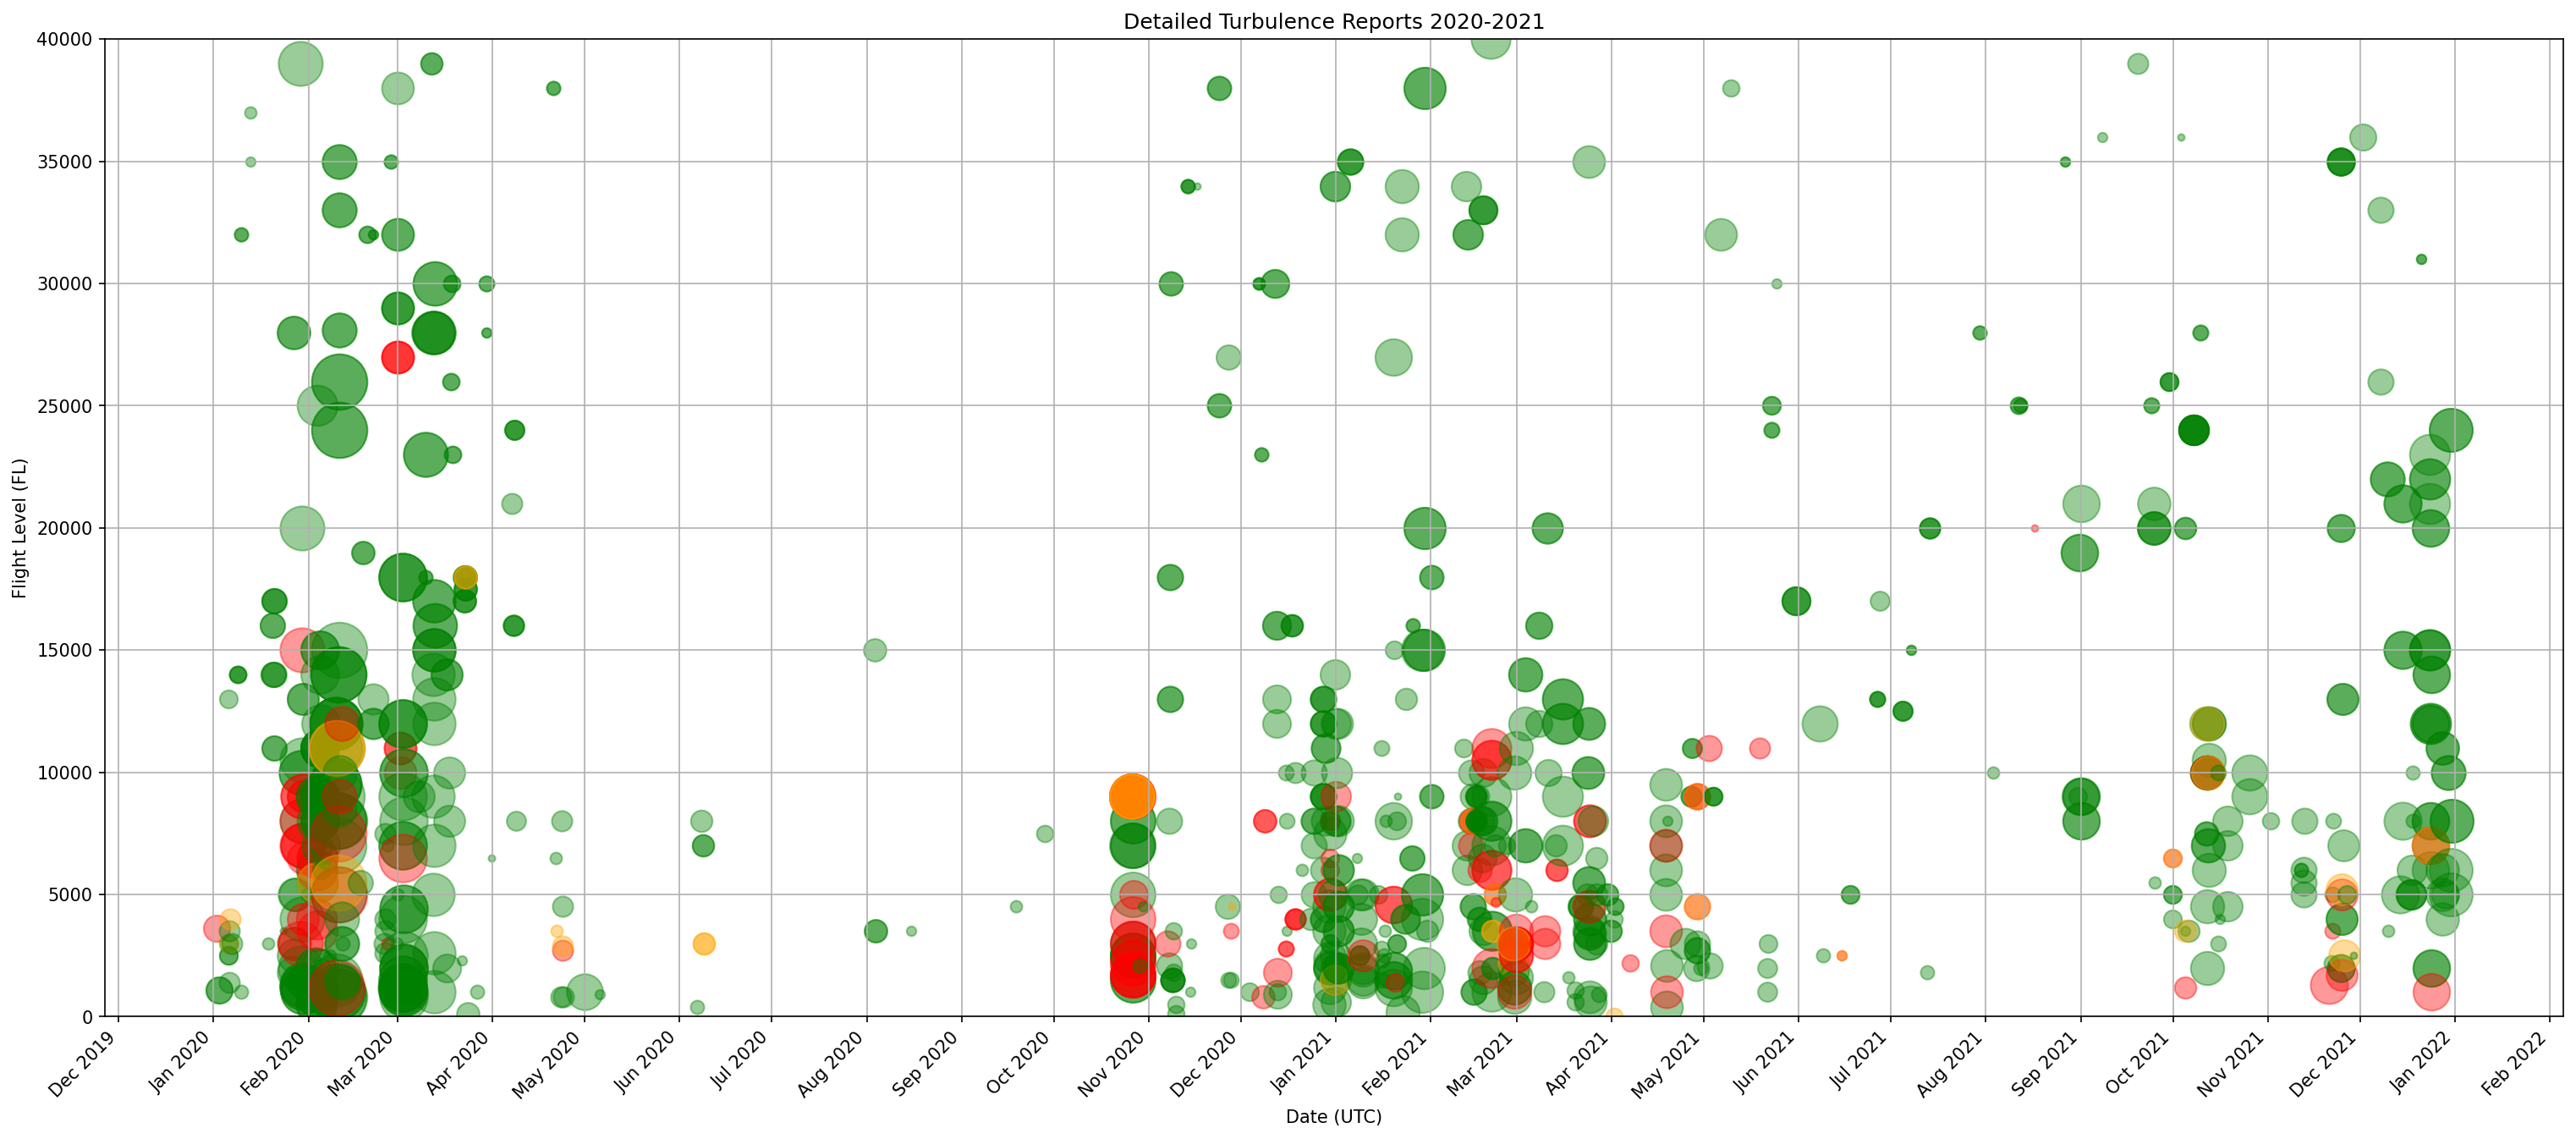 Detailed Turbulence Reports 2020-2021
Flight Level (FL)
40000
35000
30000
25000
20000
15000
10000
5000
0
Dec 2019
Jan 2020
Feb 2020
Mar 2020
Apr 2020
May 2020
Jun 2020
Jul 2020
Aug 2020
Sep 2020
Oct 2020
Nov 2020
Dec 2020
Jan 2021
Feb 2021
Mar 2021
Apr 2021
May 2021
Jun 2021
Jul 2021
Aug 2021
Sep 2021
Oct 2021
Nov 2021
Dec 2021
Jan 2022
Feb 2022
Date (UTC)